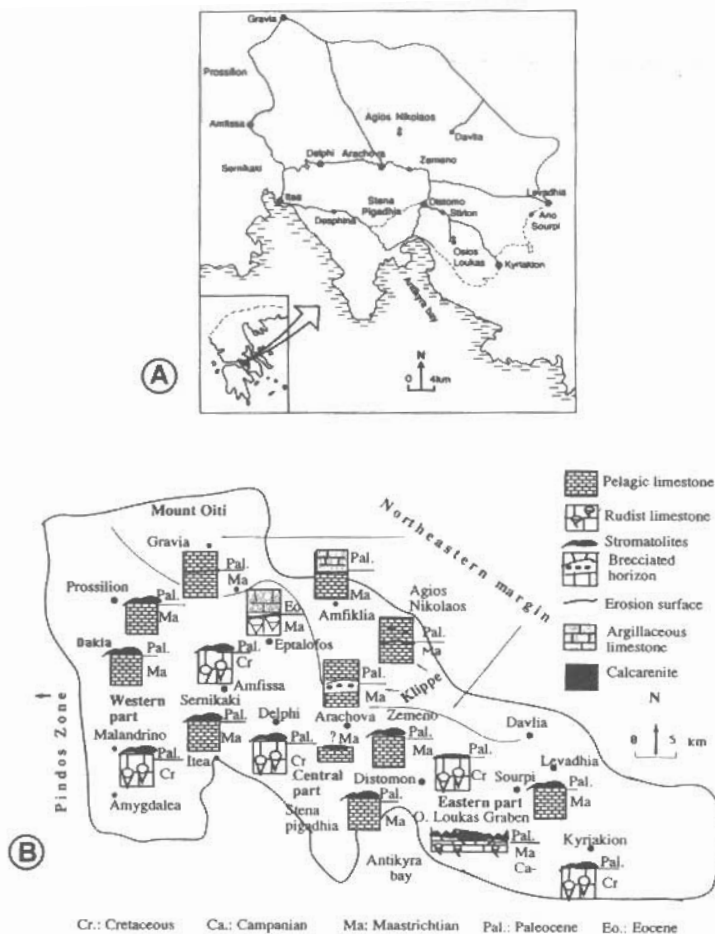 Gravia
Prossilion
Amfissa
Agios
Nikolaos
Davlia
Delphi
Arachova
Zemeno
Sernikaki
Levadhia
Itea
Stena
Pigadhia
Distomo
Stirion
Ano
Sourpi
Desphina
Osios
Loukas
Kyriakion
Antikyra bay
N
0 4km
A
Pelagic limestone
Rudist limestone
Stromatolites
Brecciated
horizon
Erosion surface
Argillaceous
limestone
Calcarenite
N
0 5
km
Mount Oiti
Northeastern margin
Gravia
Pal.
Ma
Pal.
Ma
Amfiklia
Agios
Nikolaos
Pal.
Ma
Prossilion
Pal.
Ma
Eo.
Ma
Eptalofos
Bakia
Pal.
Ma
Pal.
Cr
Amfissa
Pal.
Ma
Klippe
Western
part
Sernikaki
Arachova
Zemeno
Davlia
Malandrino
Pal.
Ma
Delphi
Pal.
Cr
? Ma
Pal.
Ma
Pal.
Cr
Levadhia
Pal.
Cr
Itea
Central
part
Distomon
Eastern part
Sourpi
Pal.
Ma
Amygdalea
Stena
pigadhia
Pal.
Ma
O. Loukas Graben
Pal.
Ma
Ca-
Kyrjakion
Pal.
Cr
Antikyra
bay
Pindos Zone
B
Cr.: Cretaceous Ca.: Campanian Ma: Maastrichtian Pal.: Paleocene Eo.: Eocene